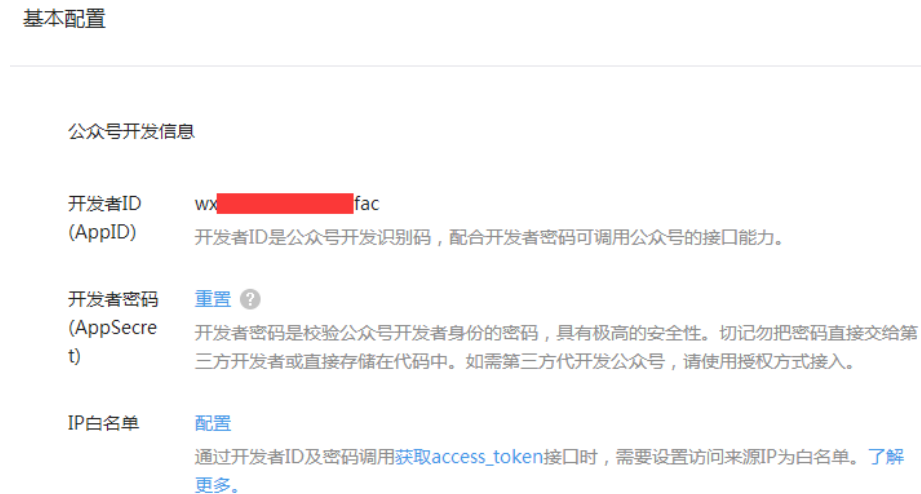 基本配置
公众号开发信息
开发者ID
(AppID)
wx
fac
开发者ID是公众号开发识别码，配合开发者密码可调用公众号的接口能力。
开发者密码
(AppSecre
t)
重置 ?
开发者密码是校验公众号开发者身份的密码，具有极高的安全性。切记勿把密码直接交给第
三方开发者或直接存储在代码中。如需第三方代开发公众号，请使用授权方式接入。
IP白名单
配置
通过开发者ID及密码调用获取access_token接口时，需要设置访问来源IP为白名单。了解
更多。